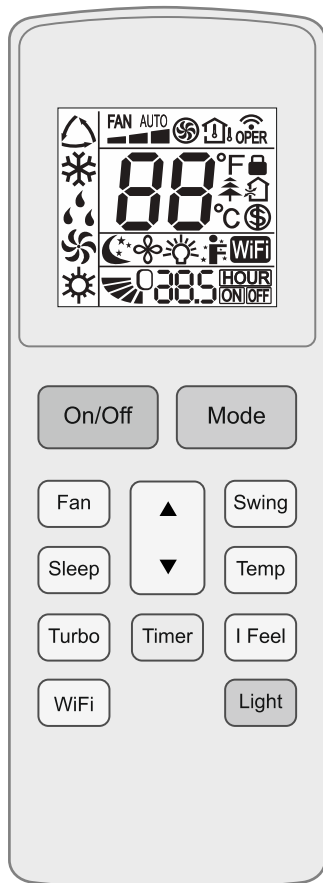 FAN AUTO
OPER
88 °F
°C $
WiFi
08.5 HOUR
ON OFF
On/Off Mode
Fan Swing
Sleep Temp
Turbo Timer I Feel
WiFi Light